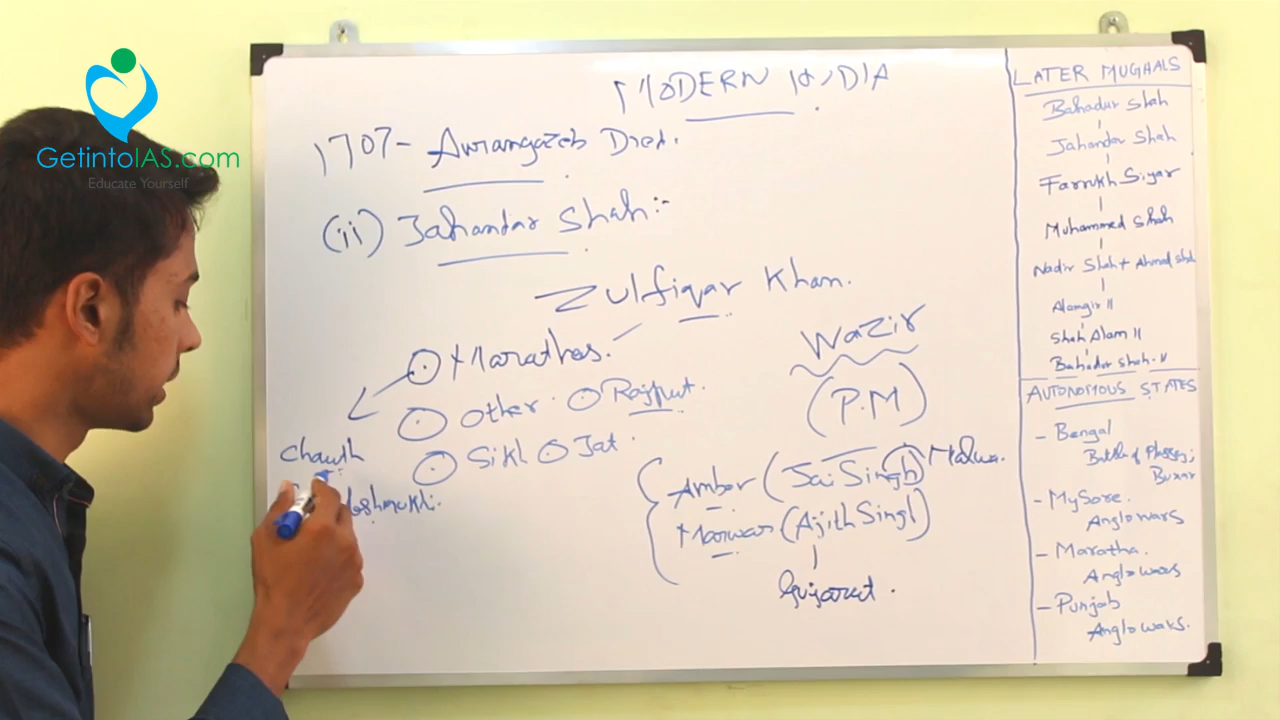 GetintoIAS.com
Educate Yourself
MODERN INDIA
1707- Aurangazeb Died.
(ii) Jahandar Shah:-
Zulfiqar Khan.
Marathas.
Other. Rajput.
Sikh Jat.
Chauth
Wazir
(P.M)
Amber (Jai Singh) Malwa.
Marwar (Ajith Singh)
Gujarat.
LATER MUGHALS
Bahadur Shah
Jahandar Shah
Farrukh Siyar
Muhammed Shah
Nadir Shah + Ahmad Shah
Alamgir II
Shah Alam II
Bahadur Shah-II
AUTONOMOUS STATES
- Bengal
Battle of Plassey;
Buxar
- Mysore.
Anglo wars
- Maratha.
Anglo wars
- Punjab
Anglo wars.